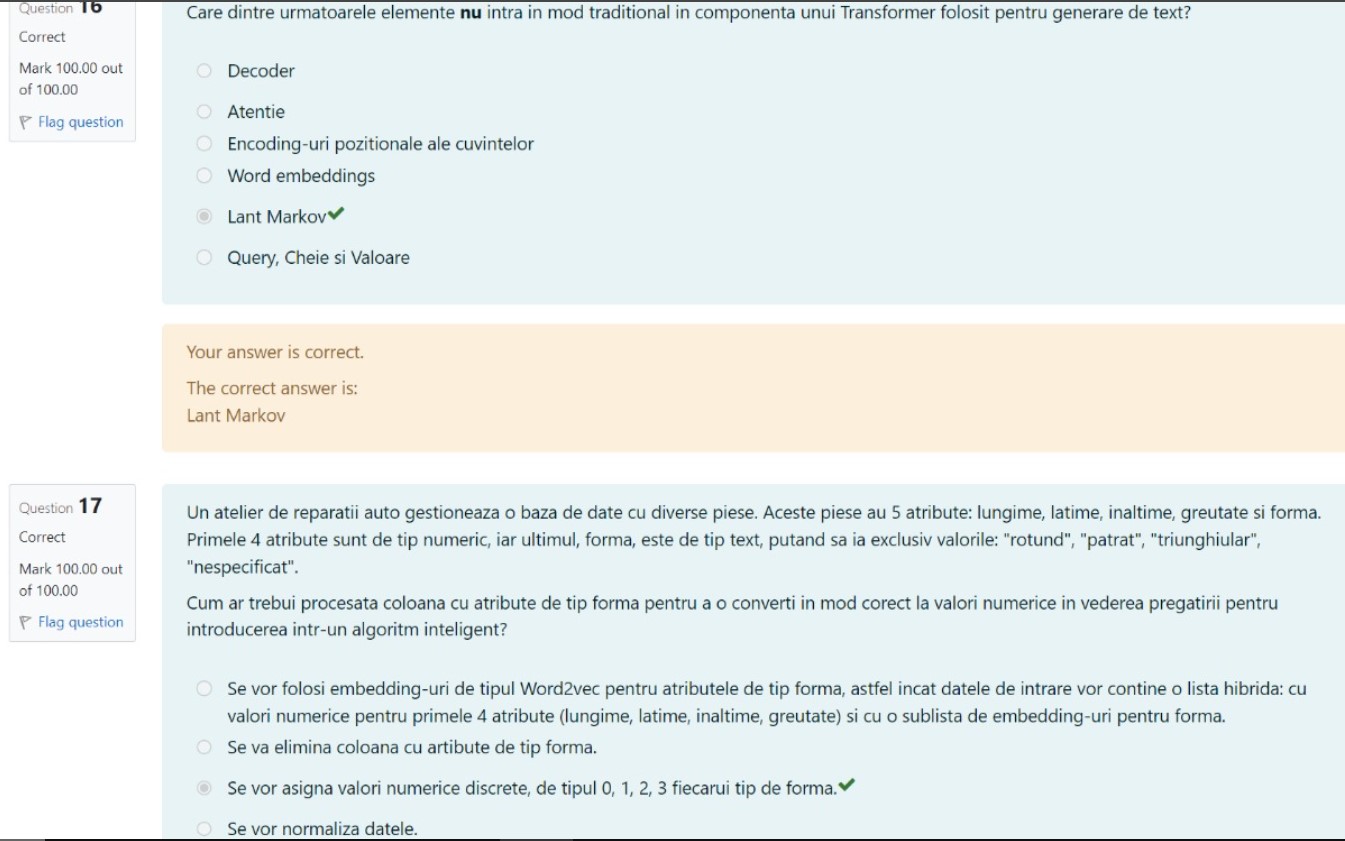 Question 16
Care dintre urmatoarele elemente nu intra in mod traditional in componenta unui Transformer folosit pentru generare de text?
Correct
Mark 100.00 out
of 100.00
Flag question
Decoder
Atentie
Encoding-uri pozitionale ale cuvintelor
Word embeddings
Lant Markov
Query, Cheie si Valoare
Your answer is correct.
The correct answer is:
Lant Markov
Question 17
Correct
Mark 100.00 out
of 100.00
Flag question
Un atelier de reparatii auto gestioneaza o baza de date cu diverse piese. Aceste piese au 5 atribute: lungime, latime, inaltime, greutate si forma.
Primele 4 atribute sunt de tip numeric, iar ultimul, forma, este de tip text, putand sa ia exclusiv valorile: "rotund", "patrat", "triunghiular",
"nespecificat".
Cum ar trebui procesata coloana cu atribute de tip forma pentru a o converti in mod corect la valori numerice in vederea pregatirii pentru
introducerea intr-un algoritm inteligent?
Se vor folosi embedding-uri de tipul Word2vec pentru atributele de tip forma, astfel incat datele de intrare vor contine o lista hibrida: cu
valori numerice pentru primele 4 atribute (lungime, latime, inaltime, greutate) si cu o sublista de embedding-uri pentru forma.
Se va elimina coloana cu artibute de tip forma.
Se vor asigna valori numerice discrete, de tipul 0, 1, 2, 3 fiecarui tip de forma.
Se vor normaliza datele.